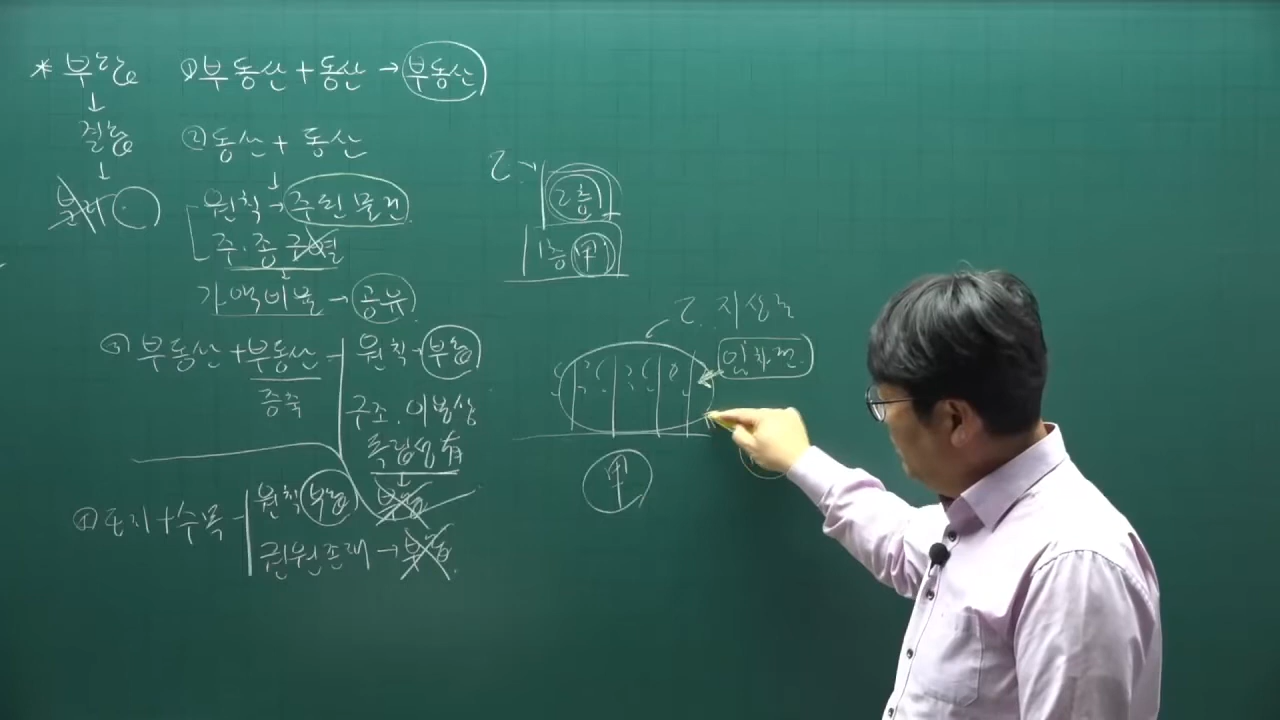 * 부합
↓
결합
↓
분리
① 부동산 + 동산 → 부동산
② 동산 + 동산
↓
원칙 → 주된 물건
주.종 구별
↓
가액비율 → 공유
③ 부동산 + 부동산
증축
원칙 → 부합
구조.이용상
독립성 有
↓
부합
④ 토지 + 수목
원칙 부합
권원존재 → 부합
乙 →
2층
1층 甲
乙. 지상권
임차권
甲